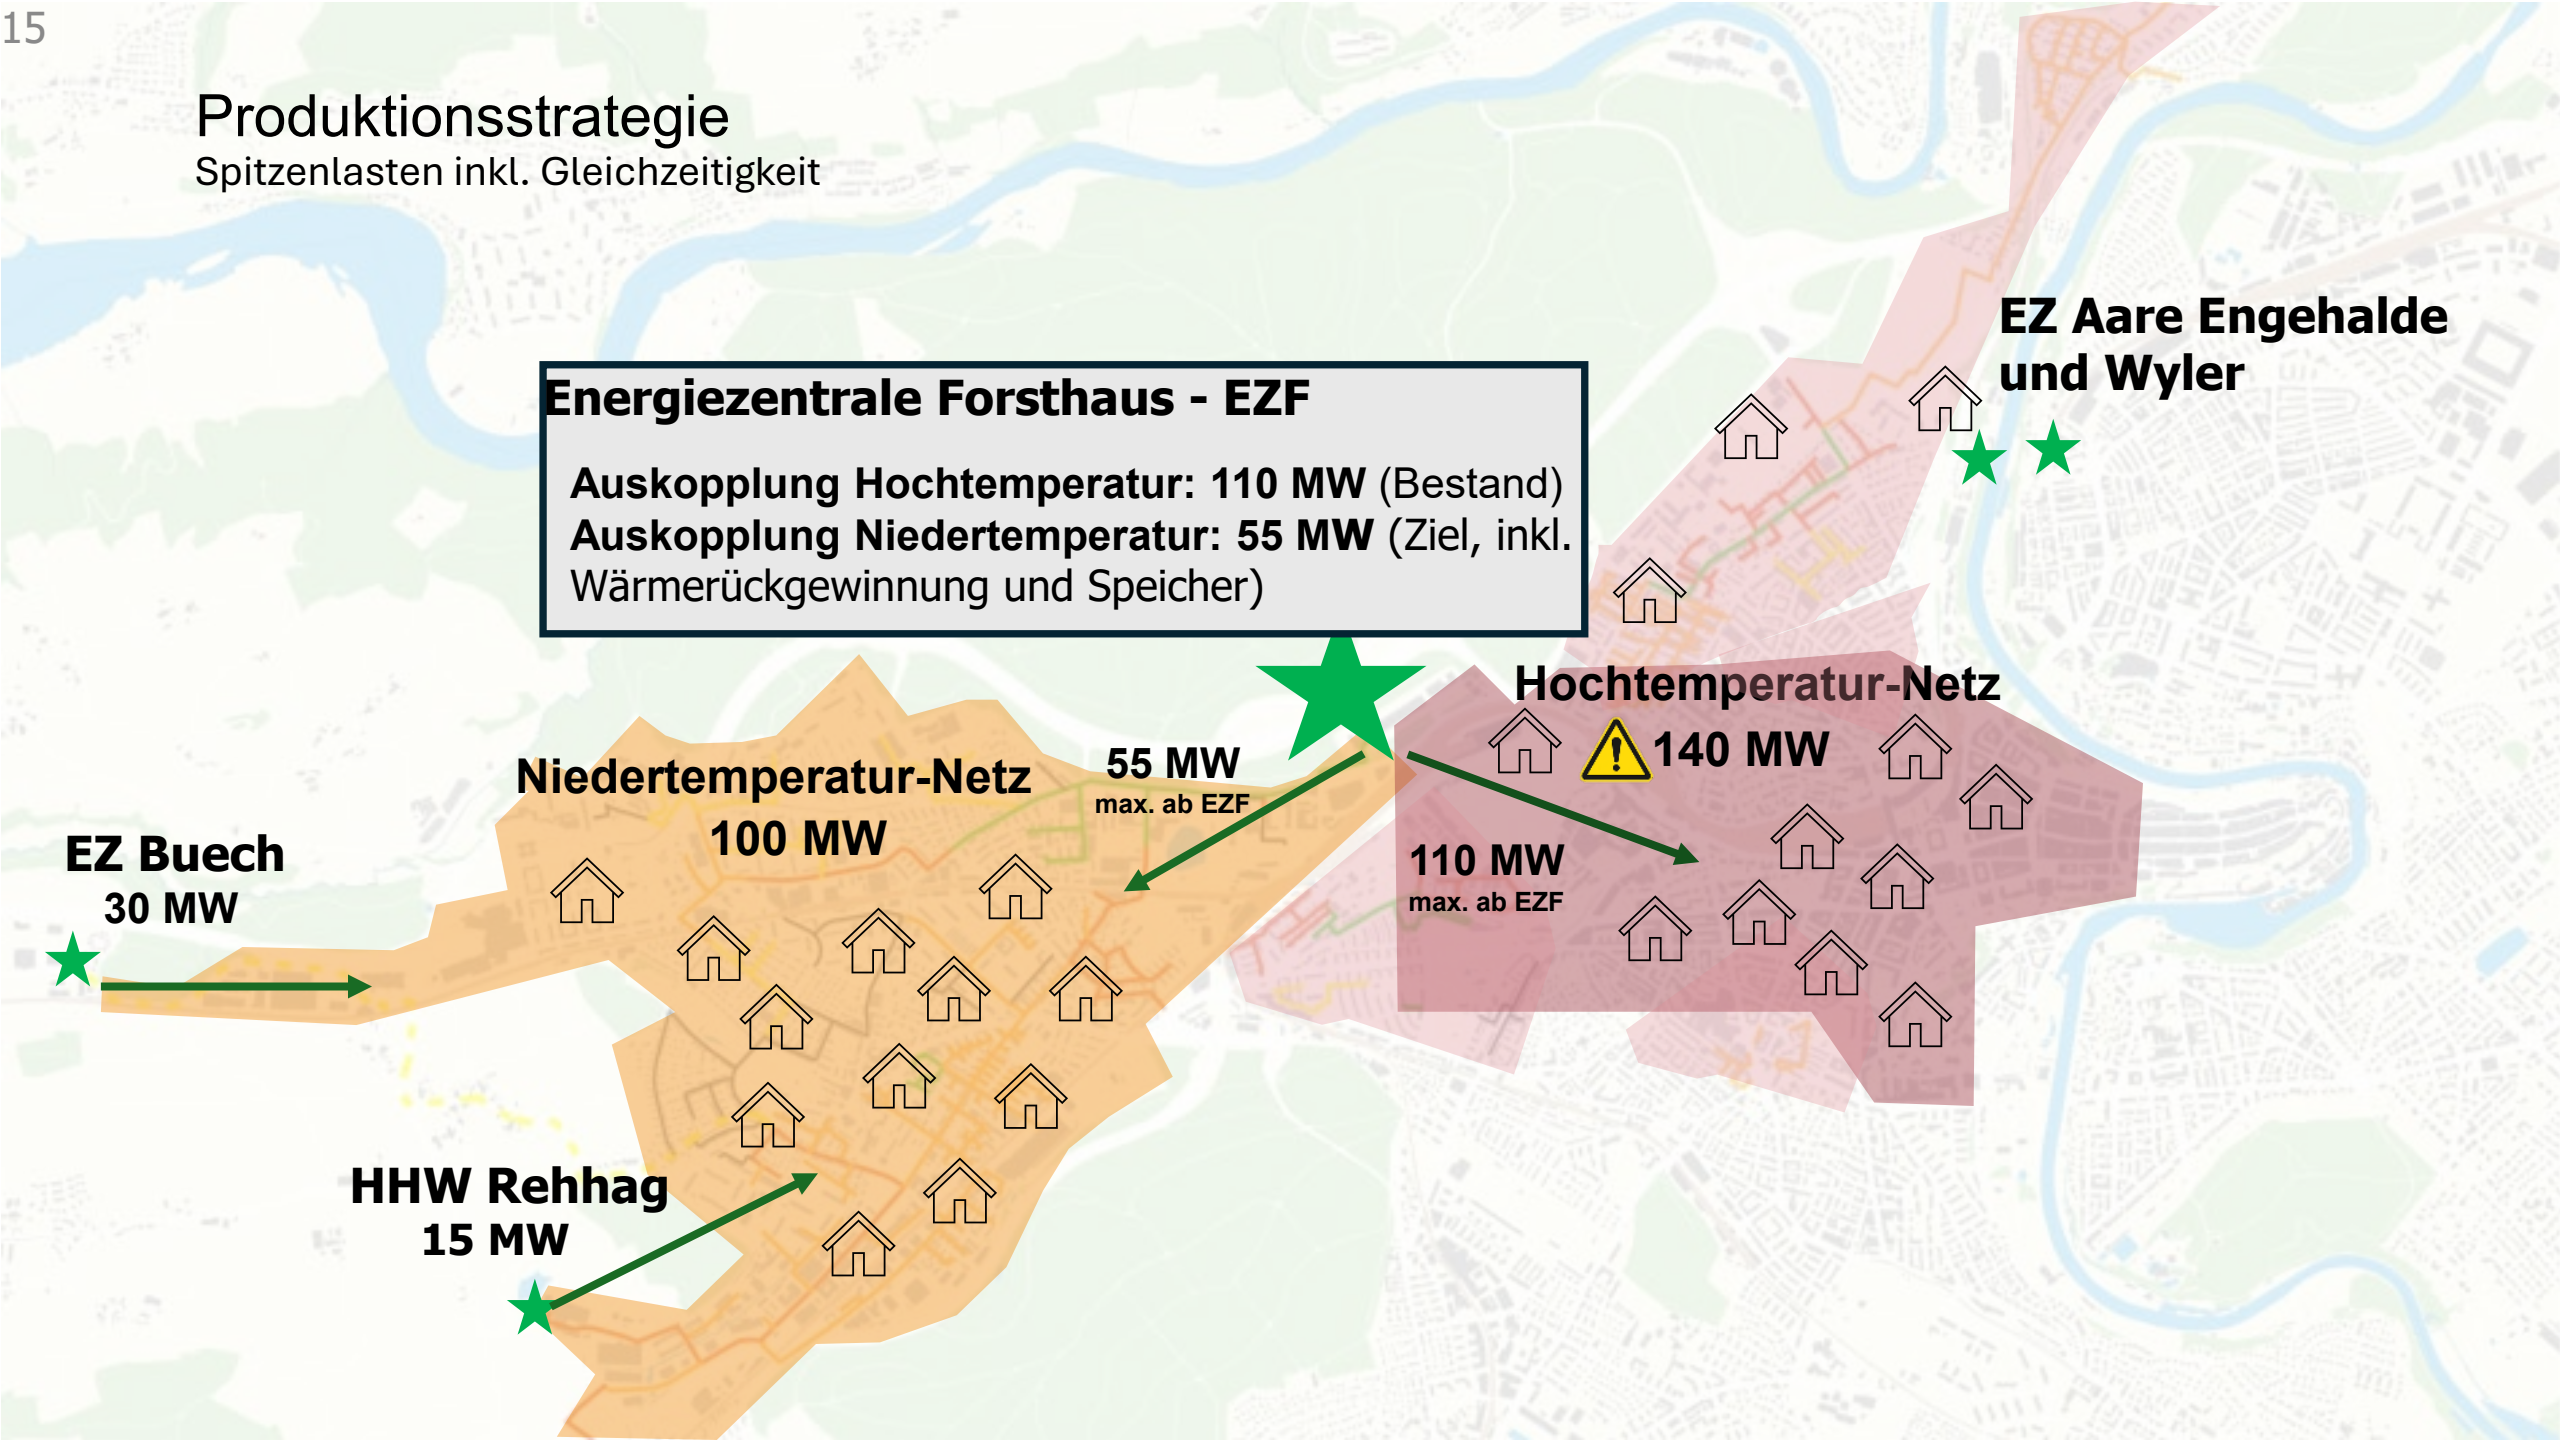 15
Produktionsstrategie
Spitzenlasten inkl. Gleichzeitigkeit
EZ Aare Engehalde
und Wyler
Energiezentrale Forsthaus - EZF
Auskopplung Hochtemperatur: 110 MW (Bestand)
Auskopplung Niedertemperatur: 55 MW (Ziel, inkl.
Wärmerückgewinnung und Speicher)
Hochtemperatur-Netz
140 MW
Niedertemperatur-Netz
100 MW
55 MW
max. ab EZF
110 MW
max. ab EZF
EZ Buech
30 MW
HHW Rehhag
15 MW